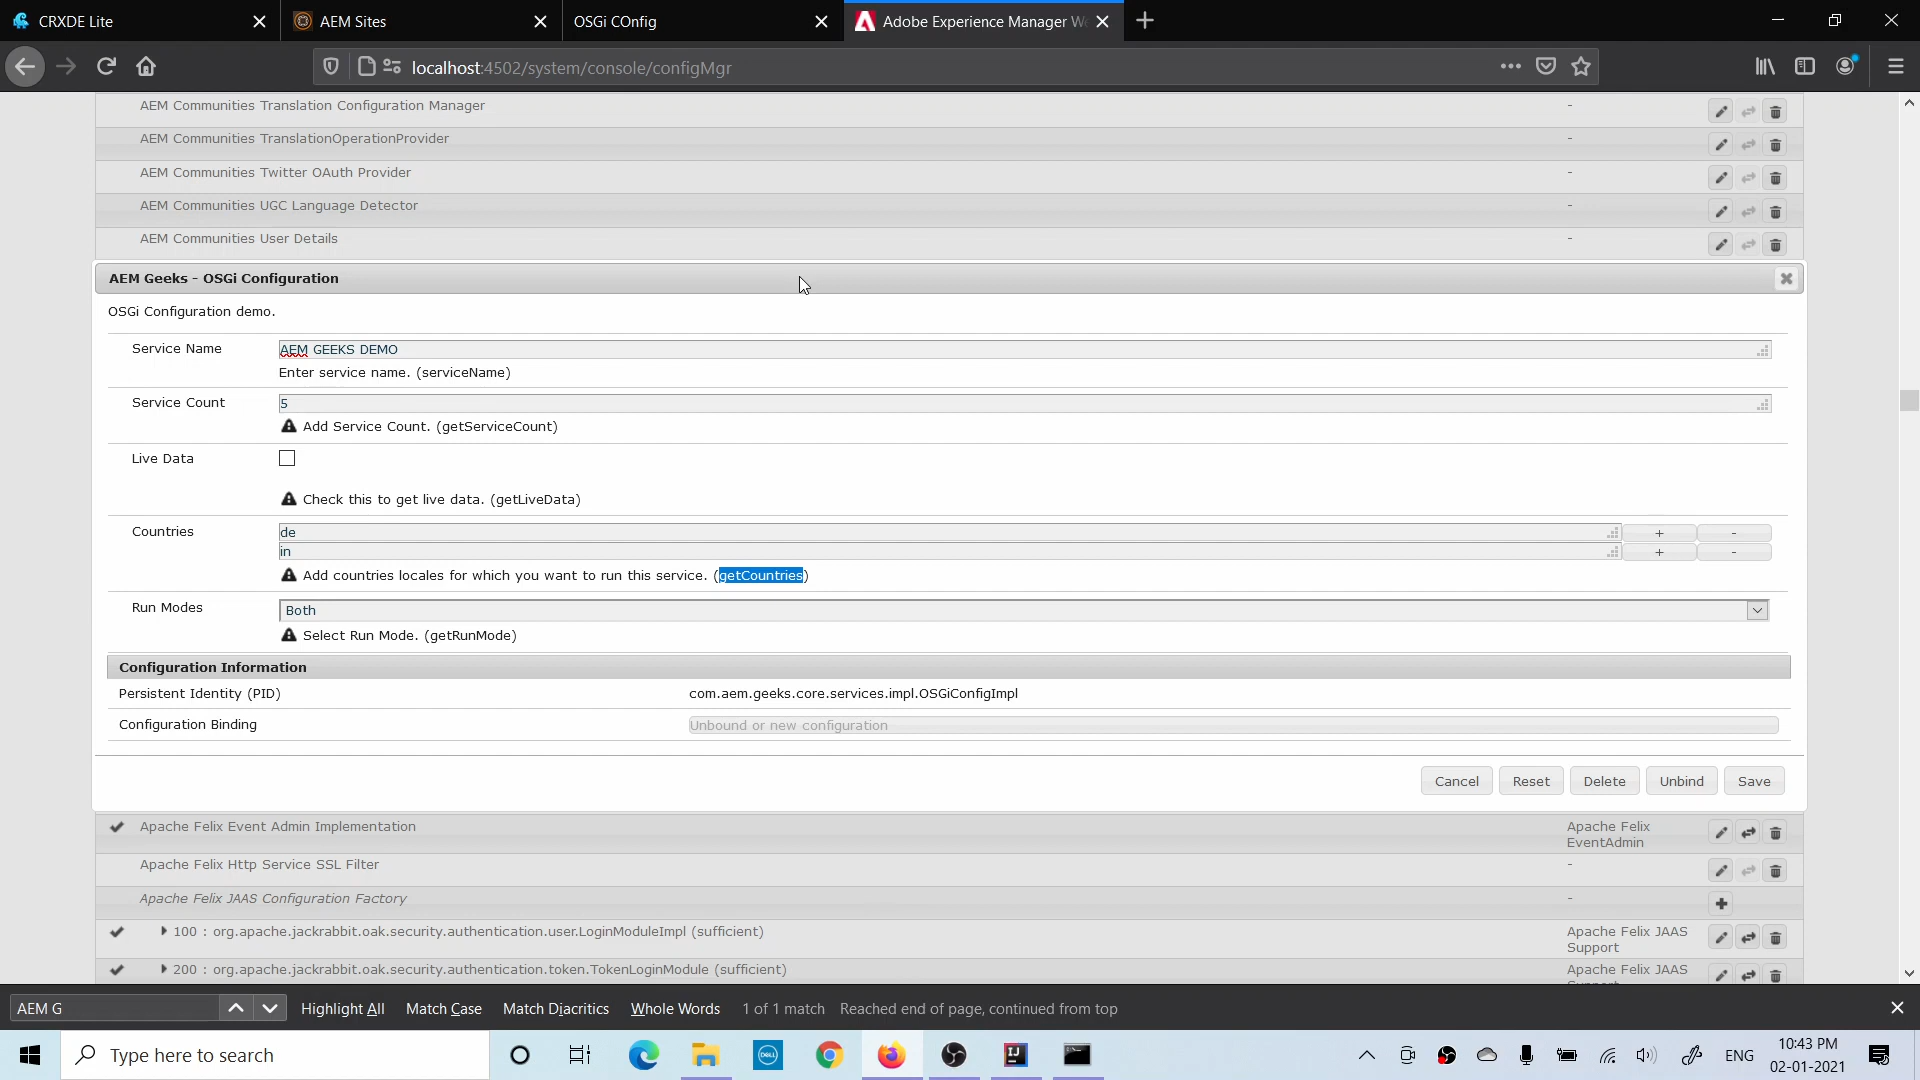 CRXDE Lite
AEM Sites
OSGi COnfig
Adobe Experience Manager W
localhost:4502/system/console/configMgr
AEM Communities Translation Configuration Manager -
AEM Communities TranslationOperationProvider -
AEM Communities Twitter OAuth Provider -
AEM Communities UGC Language Detector -
AEM Communities User Details -
AEM Geeks - OSGi Configuration
OSGi Configuration demo.
Service Name AEM GEEKS DEMO
Enter service name. (serviceName)
Service Count 5
Add Service Count. (getServiceCount)
Live Data
Check this to get live data. (getLiveData)
Countries de + -
in + -
Add countries locales for which you want to run this service. (getCountries)
Run Modes Both
Select Run Mode. (getRunMode)
Configuration Information
Persistent Identity (PID) com.aem.geeks.core.services.impl.OSGiConfigImpl
Configuration Binding Unbound or new configuration
Cancel Reset Delete Unbind Save
Apache Felix Event Admin Implementation Apache Felix
EventAdmin
Apache Felix Http Service SSL Filter -
Apache Felix JAAS Configuration Factory -
100 : org.apache.jackrabbit.oak.security.authentication.user.LoginModuleImpl (sufficient) Apache Felix JAAS
Support
200 : org.apache.jackrabbit.oak.security.authentication.token.TokenLoginModule (sufficient) Apache Felix JAAS
AEM G Highlight All Match Case Match Diacritics Whole Words 1 of 1 match Reached end of page, continued from top
Type here to search
DELL
IJ
ENG
10:43 PM
02-01-2021